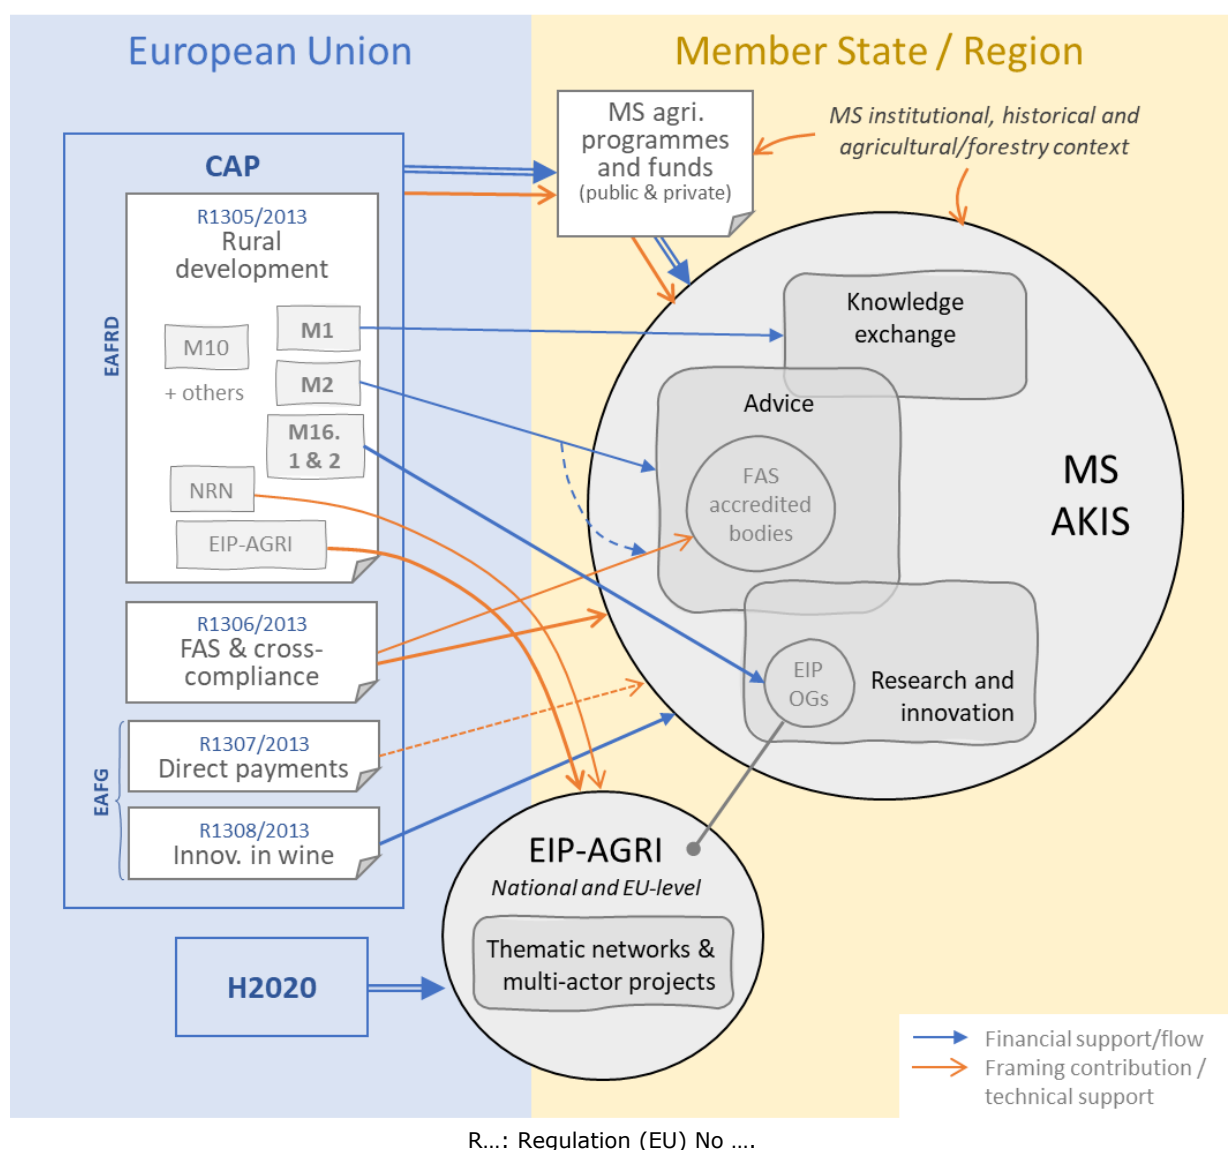 European Union
Member State / Region
MS agri.
programmes
and funds
(public & private)
MS institutional, historical and
agricultural/forestry context
CAP
R1305/2013
Rural
development
EAFRD
M1
M10
+ others
M2
M16.
1 & 2
NRN
EIP-AGRI
R1306/2013
FAS & cross-
compliance
EAFG
R1307/2013
Direct payments
R1308/2013
Innov. in wine
H2020
Knowledge
exchange
Advice
FAS
accredited
bodies
MS
AKIS
EIP
OGs
Research and
innovation
EIP-AGRI
National and EU-level
Thematic networks &
multi-actor projects
Financial support/flow
Framing contribution /
technical support
R…: Regulation (EU) No ….